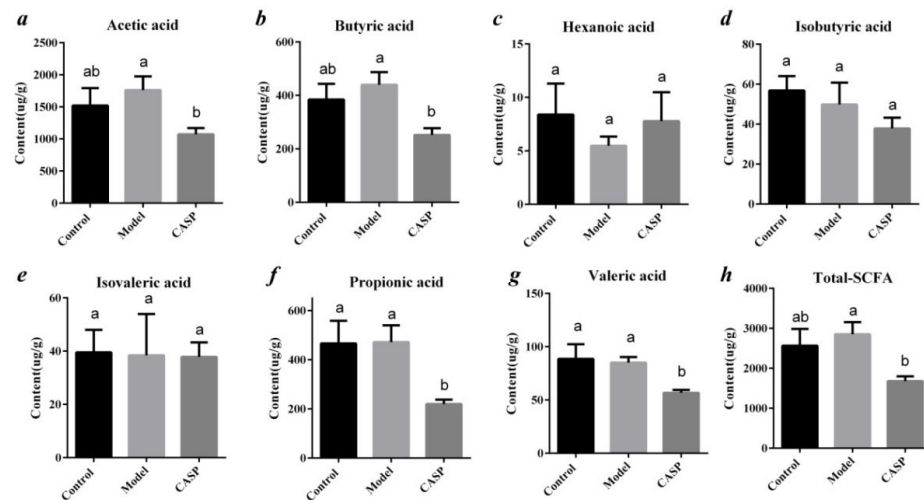 a Acetic acid
Content(ug/g)
2500
2000
1500
1000
500
0
ab
a
b
Control
Model
CASP
b Butyric acid
Content(ug/g)
600
400
200
0
ab
a
b
Control
Model
CASP
c Hexanoic acid
Content(ug/g)
15
10
5
0
a
a
a
Control
Model
CASP
d Isobutyric acid
Content(ug/g)
80
60
40
20
0
a
a
a
Control
Model
CASP
e Isovaleric acid
Content(ug/g)
60
40
20
0
a
a
a
Control
Model
CASP
f Propionic acid
Content(ug/g)
600
400
200
0
a
a
b
Control
Model
CASP
g Valeric acid
Content(ug/g)
150
100
50
0
a
a
b
Control
Model
CASP
h Total-SCFA
Content(ug/g)
4000
3000
2000
1000
0
ab
a
b
Control
Model
CASP